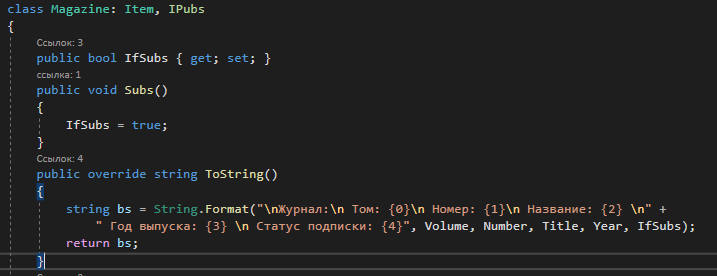 class Magazine: Item, IPubs
{
Ссылок: 3
public bool IfSubs { get; set; }
ссылка: 1
public void Subs()
{
IfSubs = true;
}
Ссылок: 4
public override string ToString()
{
string bs = String.Format("\nЖурнал:\n Том: {0}\n Номер: {1}\n Название: {2} \n" +
" Год выпуска: {3} \n Статус подписки: {4}", Volume, Number, Title, Year, IfSubs);
return bs;
}